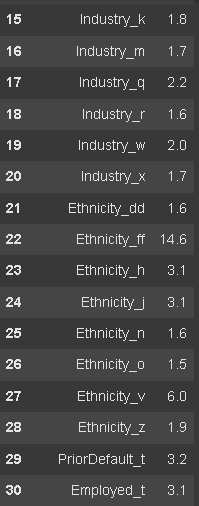 15 Industry_k 1.8
16 Industry_m 1.7
17 Industry_q 2.2
18 Industry_r 1.6
19 Industry_w 2.0
20 Industry_x 1.7
21 Ethnicity_dd 1.6
22 Ethnicity_ff 14.6
23 Ethnicity_h 3.1
24 Ethnicity_j 3.1
25 Ethnicity_n 1.6
26 Ethnicity_o 1.5
27 Ethnicity_v 6.0
28 Ethnicity_z 1.9
29 PriorDefault_t 3.2
30 Employed_t 3.1